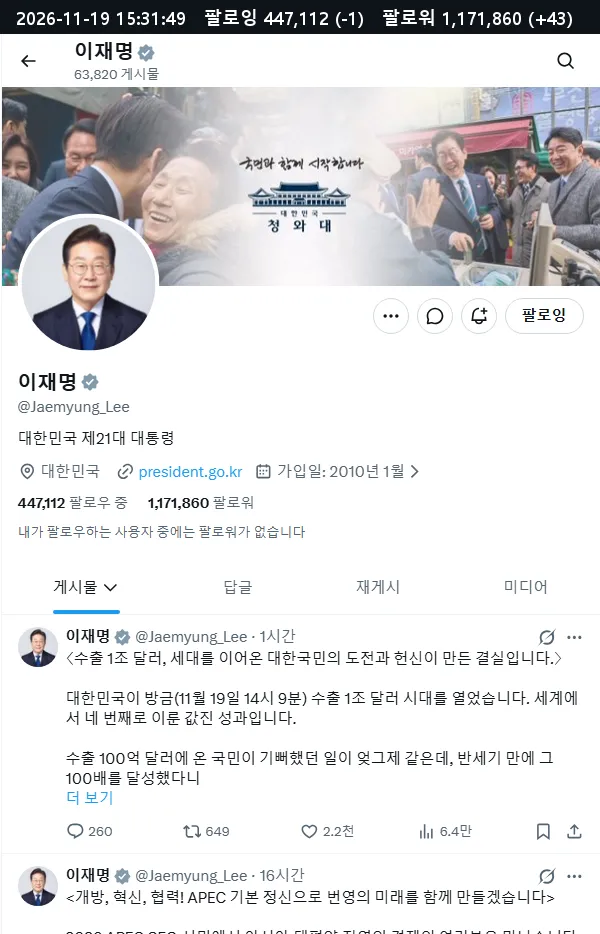 2026-11-19 15:31:49 팔로잉 447,112 (-1) 팔로워 1,171,860 (+43)
이재명
63,820 게시물
국민과 함께 시작합니다
대한민국
청와대
팔로잉
이재명
@Jaemyung_Lee
대한민국 제21대 대통령
대한민국 president.go.kr 가입일: 2010년 1월
447,112 팔로우 중 1,171,860 팔로워
내가 팔로우하는 사용자 중에는 팔로워가 없습니다
게시물 답글 재게시 미디어
이재명 @Jaemyung_Lee · 1시간
〈수출 1조 달러, 세대를 이어온 대한국민의 도전과 헌신이 만든 결실입니다.〉
대한민국이 방금(11월 19일 14시 9분) 수출 1조 달러 시대를 열었습니다. 세계에
서 네 번째로 이룬 값진 성과입니다.
수출 100억 달러에 온 국민이 기뻐했던 일이 엊그제 같은데, 반세기 만에 그
100배를 달성했다니
더 보기
260 649 2.2천 6.4만
이재명 @Jaemyung_Lee · 16시간
<개방, 혁신, 협력! APEC 기본 정신으로 번영의 미래를 함께 만들겠습니다>